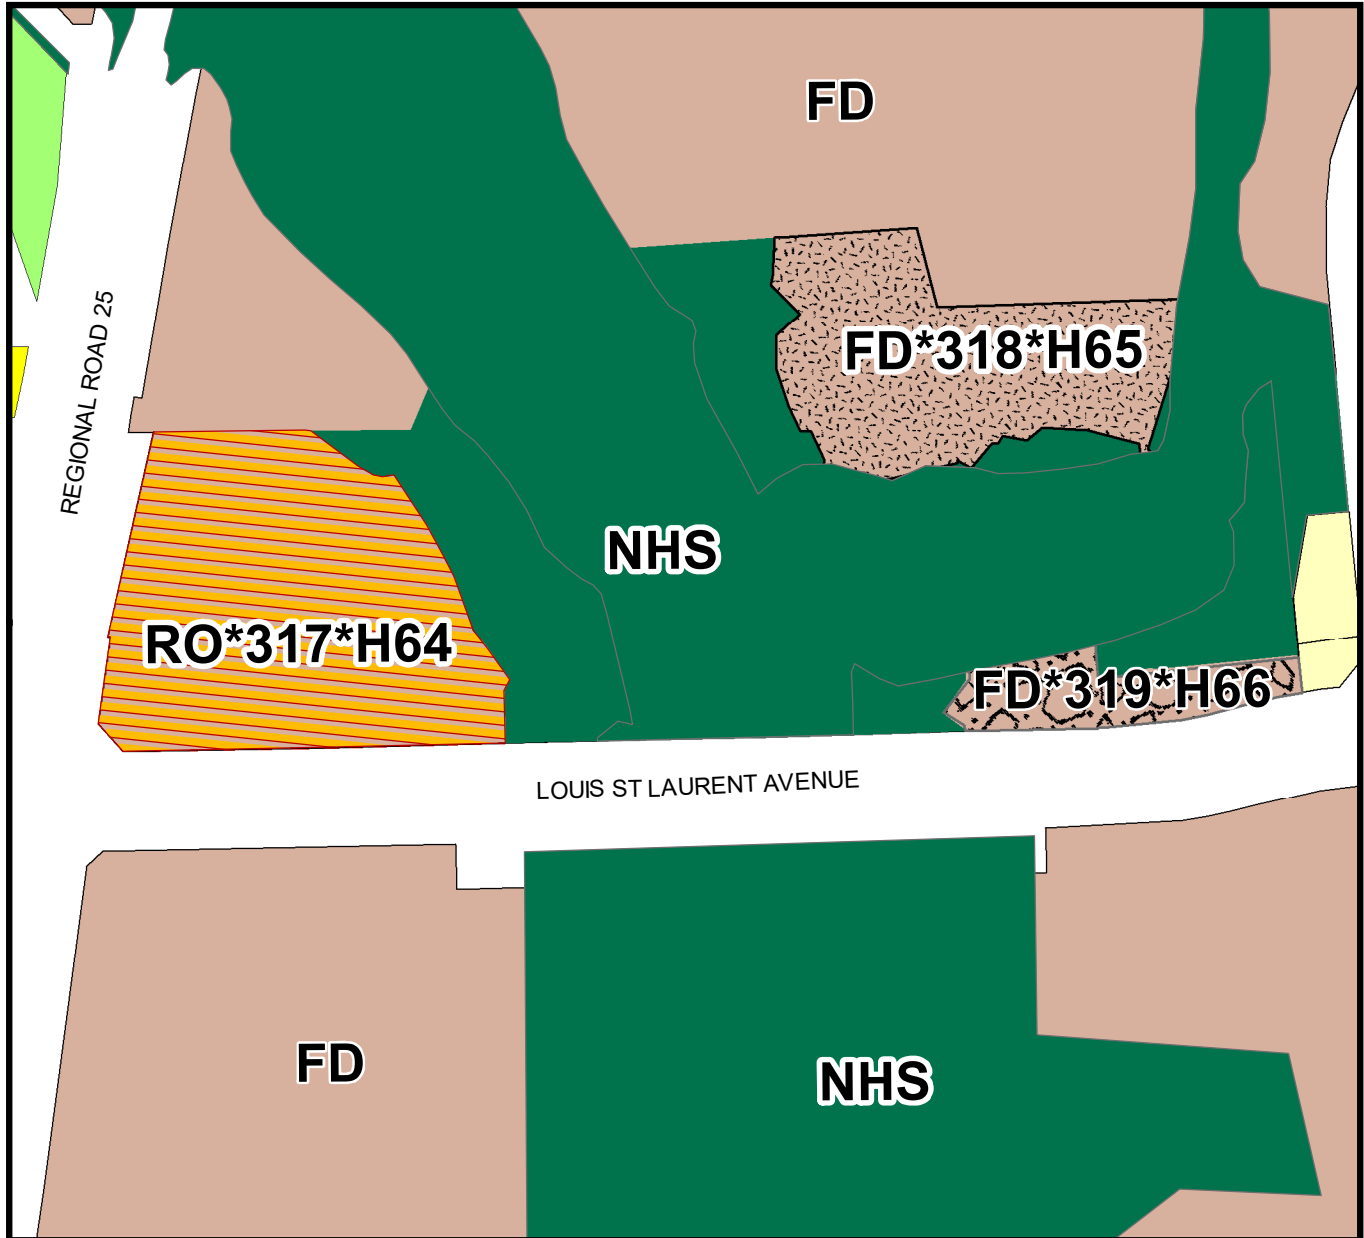 FD
REGIONAL ROAD 25
FD*318*H65
NHS
RO*317*H64
FD*319*H66
LOUIS ST LAURENT AVENUE
FD
NHS